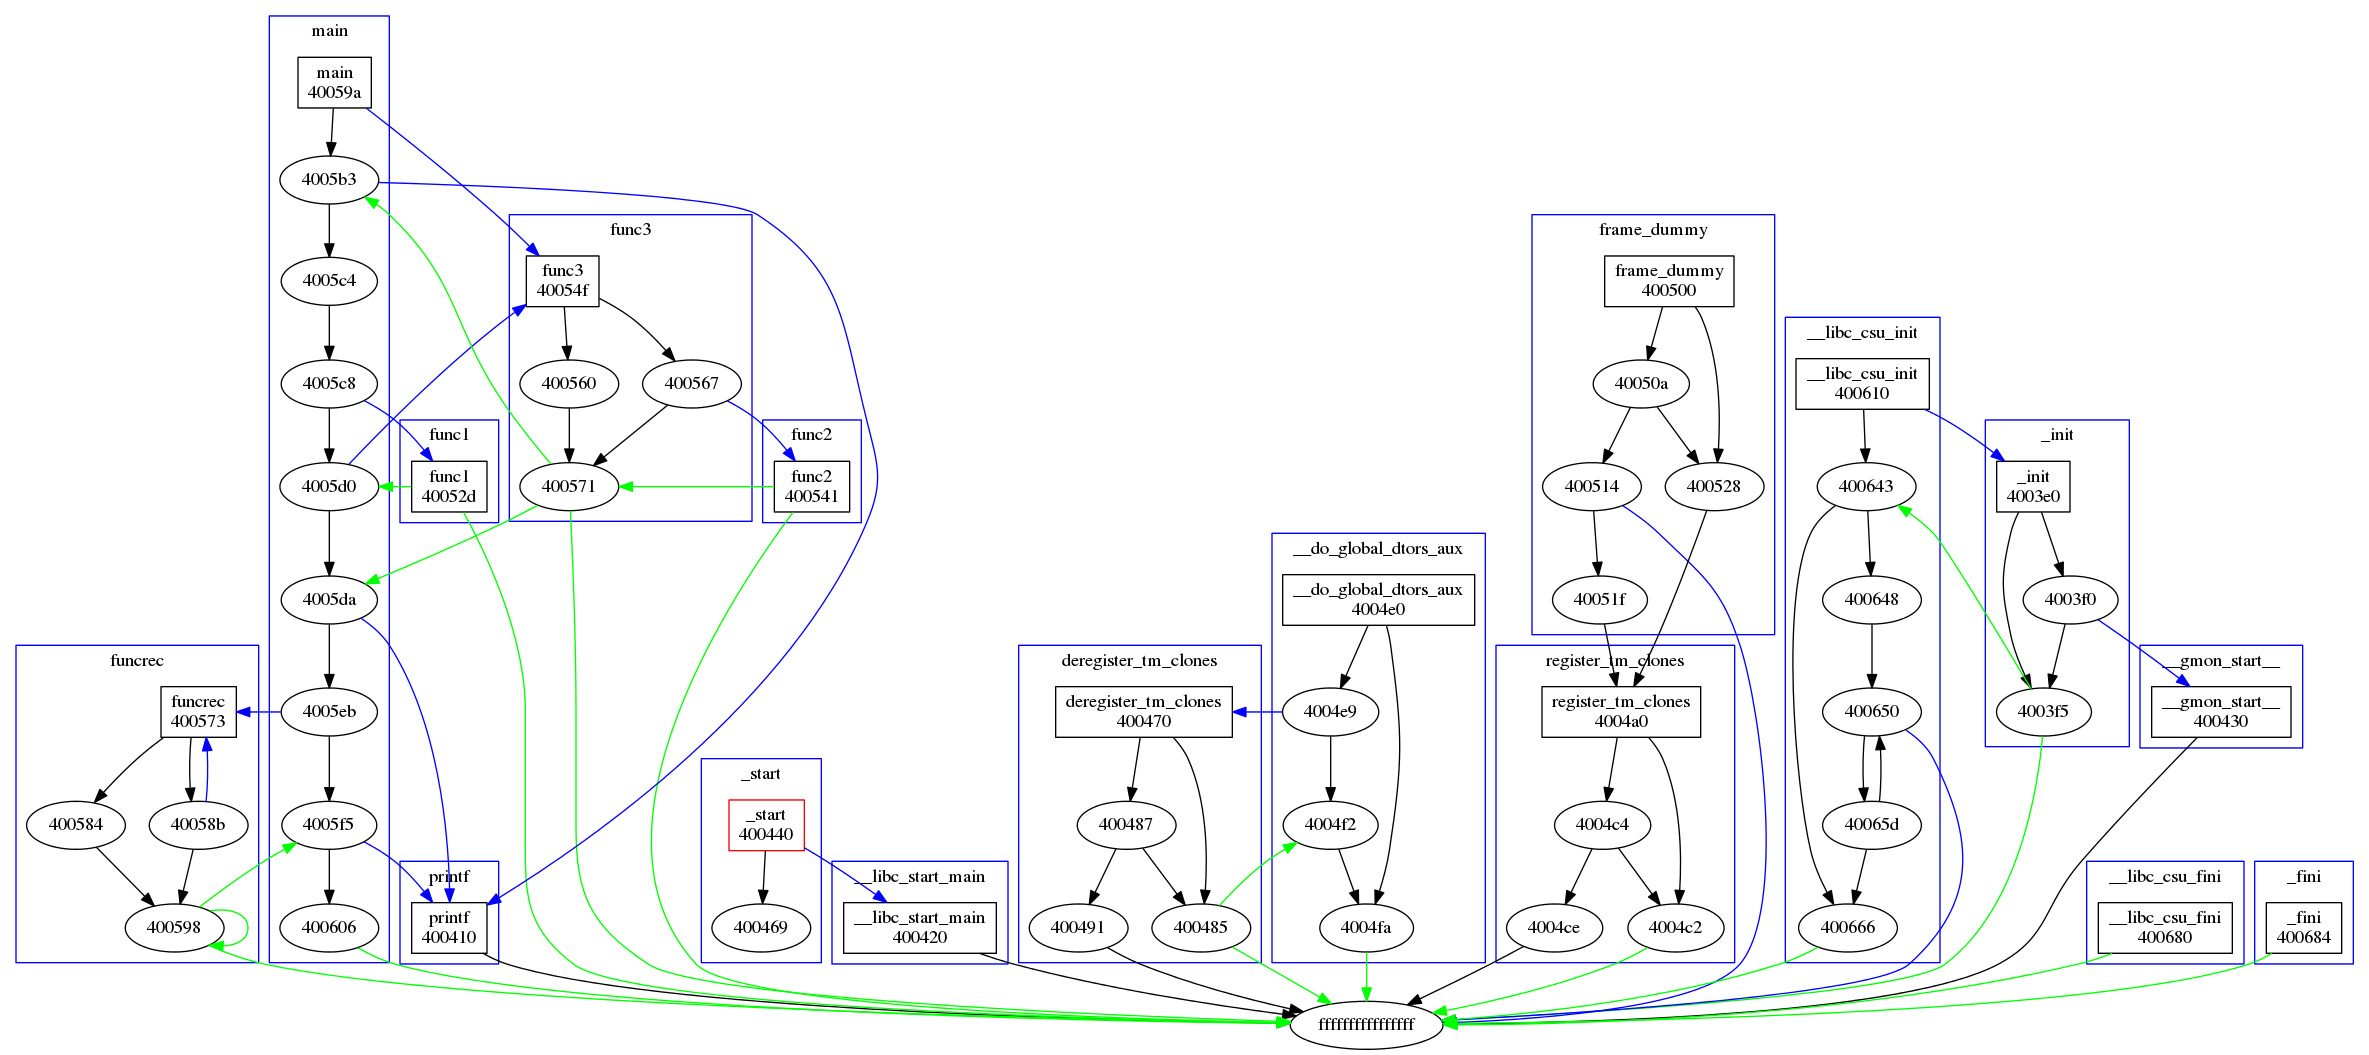 main
main
40059a
4005b3
4005c4
4005c8
4005d0
4005da
4005eb
4005f5
400606
func3
func3
40054f
400560
400567
400571
func1
func1
40052d
func2
func2
400541
funcrec
funcrec
400573
400584
40058b
400598
printf
printf
400410
_start
_start
400440
400469
__libc_start_main
__libc_start_main
400420
deregister_tm_clones
deregister_tm_clones
400470
400487
400491
400485
__do_global_dtors_aux
__do_global_dtors_aux
4004e0
4004e9
4004f2
4004fa
frame_dummy
frame_dummy
400500
40050a
400514
400528
40051f
register_tm_clones
register_tm_clones
4004a0
4004c4
4004ce
4004c2
__libc_csu_init
__libc_csu_init
400610
400643
400648
400650
40065d
400666
_init
_init
4003e0
4003f0
4003f5
__gmon_start__
__gmon_start__
400430
__libc_csu_fini
__libc_csu_fini
400680
_fini
_fini
400684
ffffffffffffffff